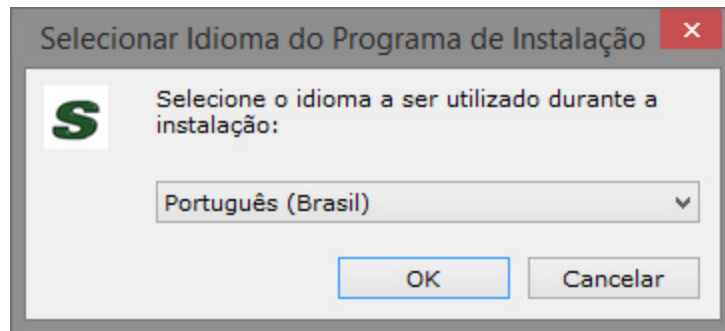 Selecionar Idioma do Programa de Instalação
S
Selecione o idioma a ser utilizado durante a
instalação:
Português (Brasil)
OK
Cancelar